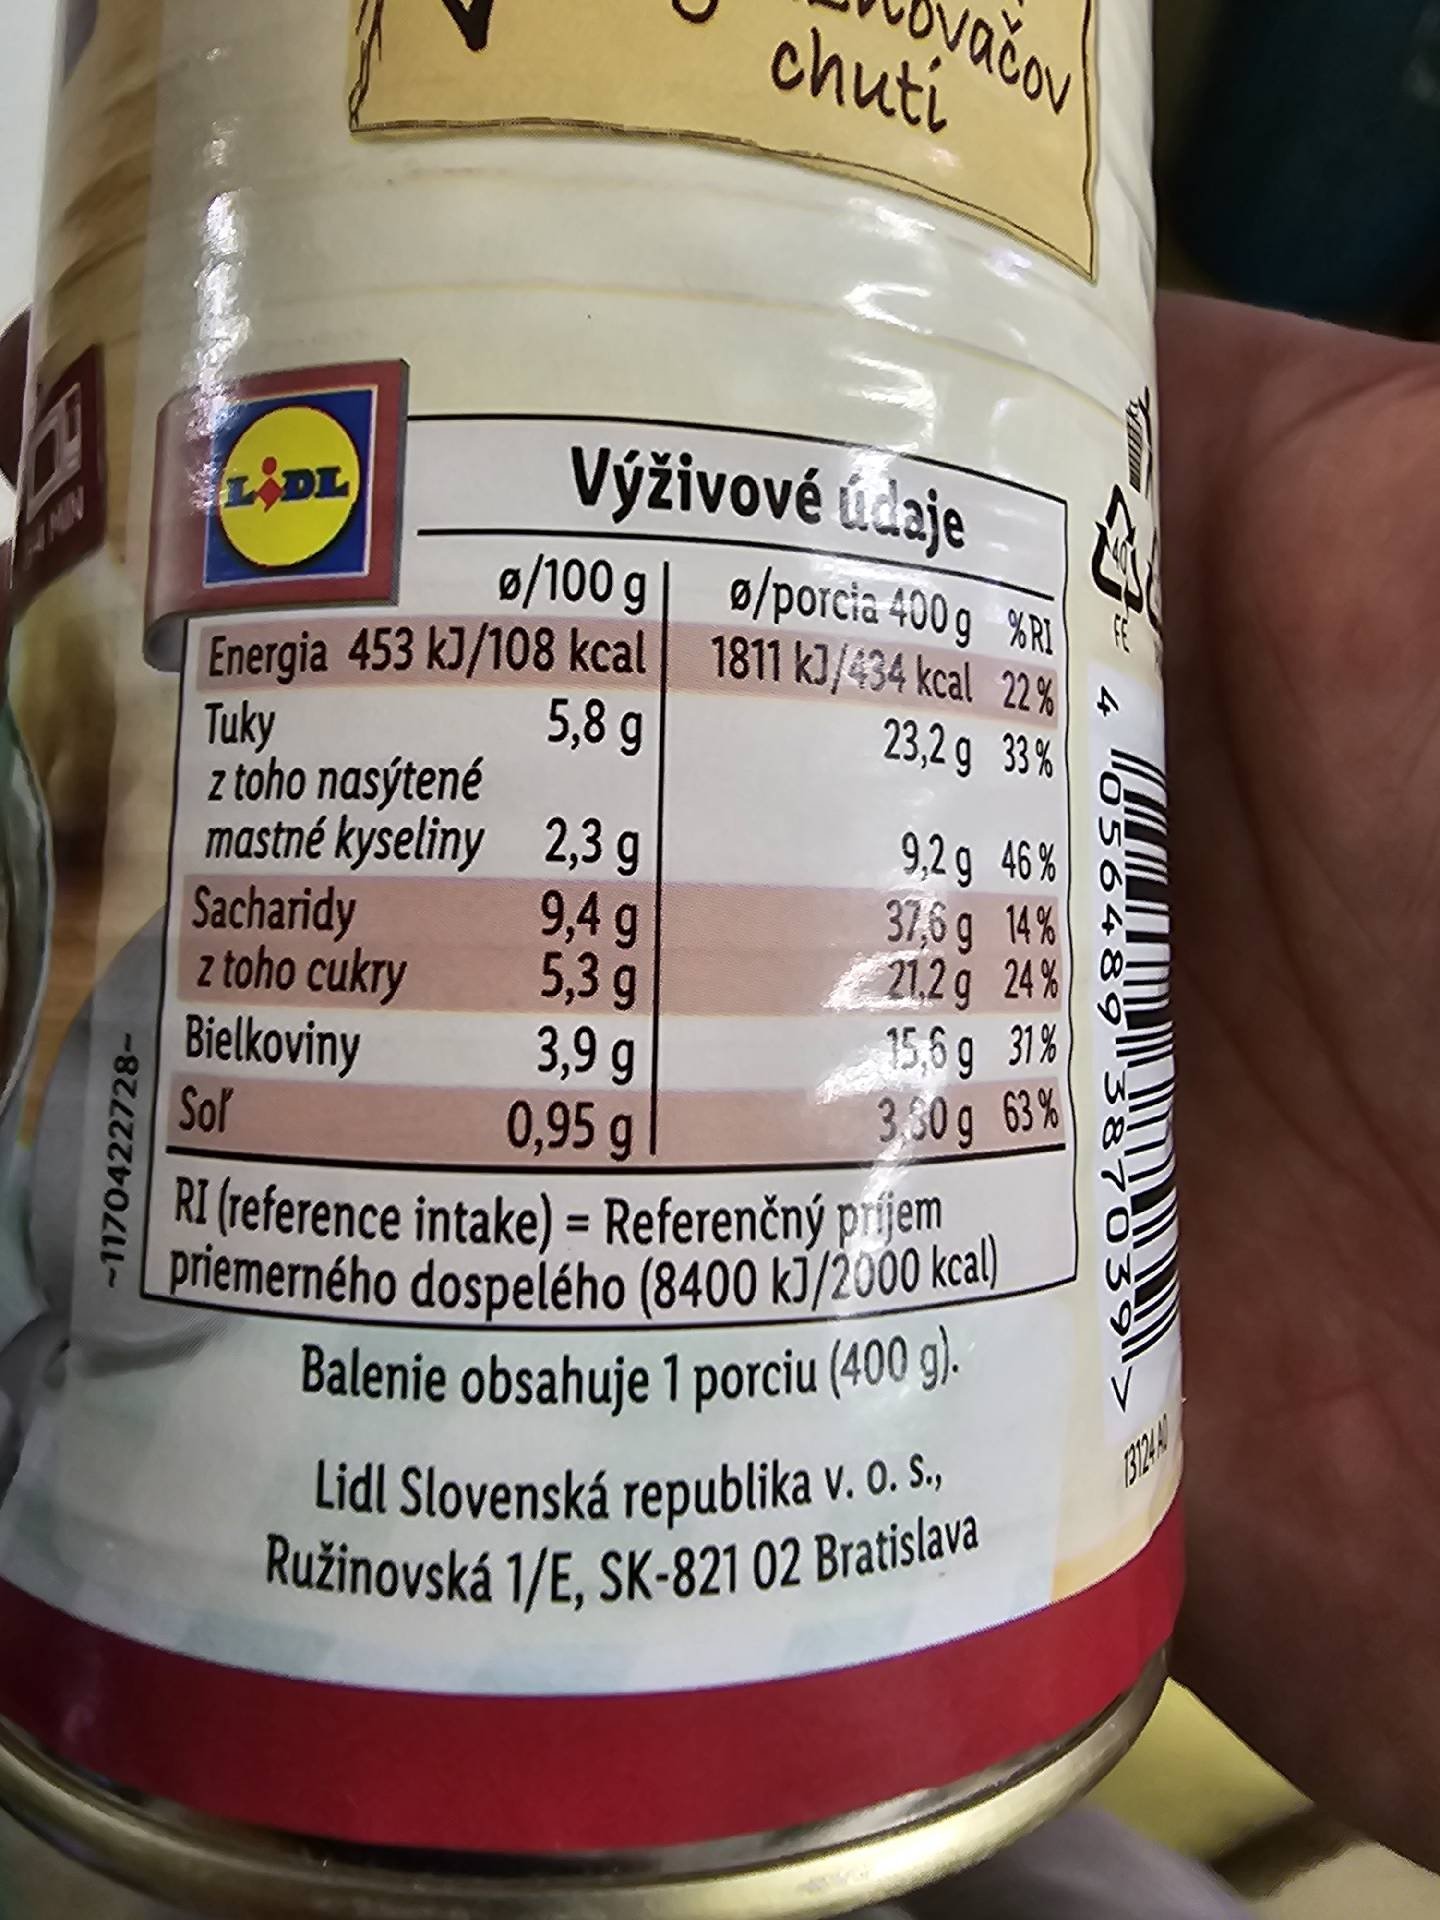 chutí
LIDL
Výživové údaje
ø/100 g ø/porcia 400 g %RI
Energia 453 kJ/108 kcal 1811 kJ/434 kcal 22 %
Tuky 5,8 g 23,2 g 33 %
z toho nasýtené
mastné kyseliny 2,3 g 9,2 g 46 %
Sacharidy 9,4 g 37,6 g 14 %
z toho cukry 5,3 g 21,2 g 24 %
Bielkoviny 3,9 g 15,6 g 31 %
Soľ 0,95 g 3,80 g 63 %
RI (reference intake) = Referenčný príjem
priemerného dospelého (8400 kJ/2000 kcal)
Balenie obsahuje 1 porciu (400 g).
Lidl Slovenská republika v. o. s.,
Ružinovská 1/E, SK-821 02 Bratislava
~1170422728~
40
FE
4 056489 387039 >